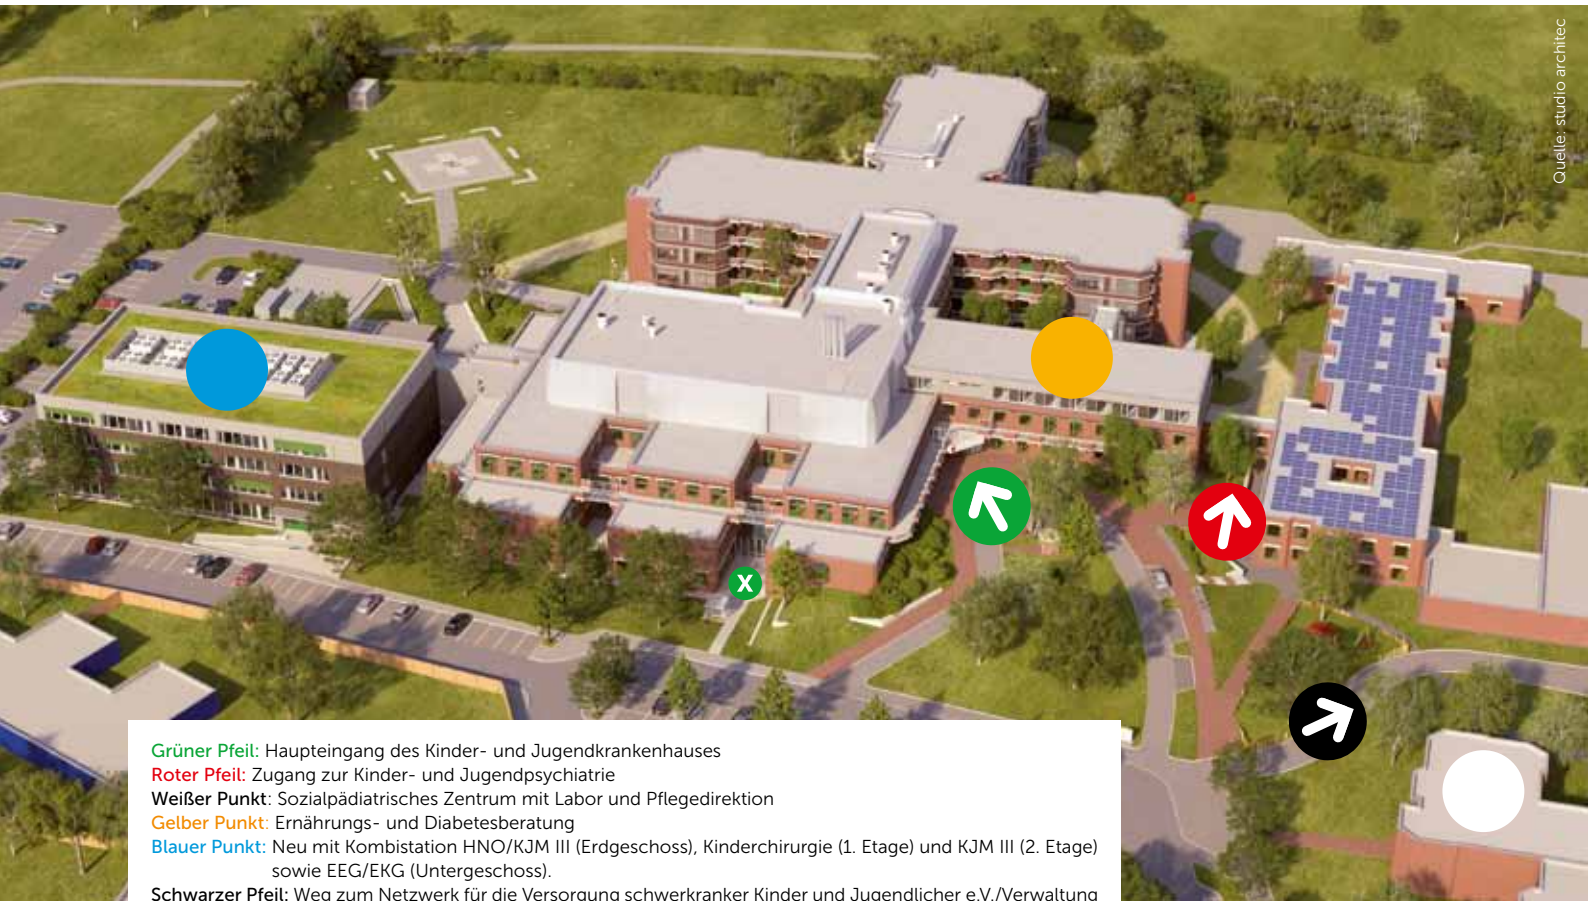 Quelle: studio architec
X
Grüner Pfeil: Haupteingang des Kinder- und Jugendkrankenhauses
Roter Pfeil: Zugang zur Kinder- und Jugendpsychiatrie
Weißer Punkt: Sozialpädiatrisches Zentrum mit Labor und Pflegedirektion
Gelber Punkt: Ernährungs- und Diabetesberatung
Blauer Punkt: Neu mit Kombistation HNO/KJM III (Erdgeschoss), Kinderchirurgie (1. Etage) und KJM III (2. Etage)
sowie EEG/EKG (Untergeschoss).
Schwarzer Pfeil: Weg zum Netzwerk für die Versorgung schwerkranker Kinder und Jugendlicher e.V./Verwaltung